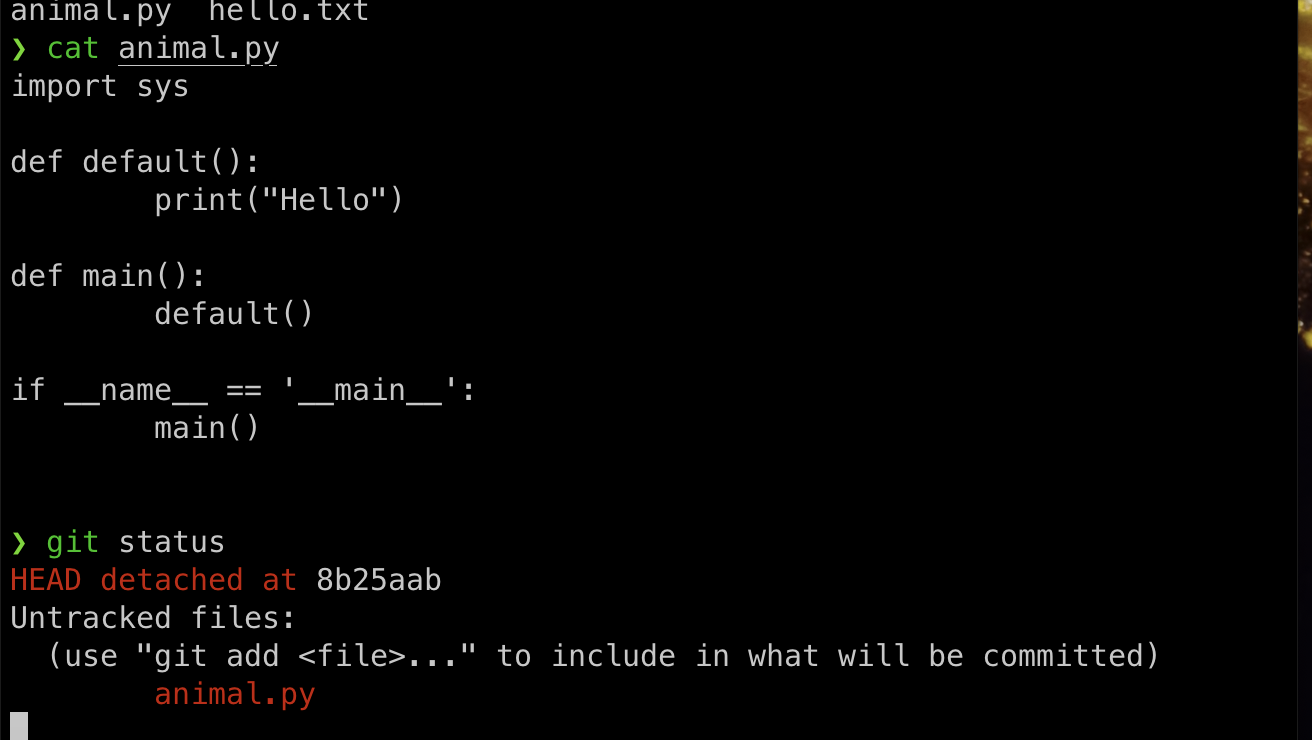 animal.py  hello.txt
❯ cat animal.py
import sys

def default():
        print("Hello")

def main():
        default()

if __name__ == '__main__':
        main()


❯ git status
HEAD detached at 8b25aab
Untracked files:
  (use "git add <file>..." to include in what will be committed)
        animal.py